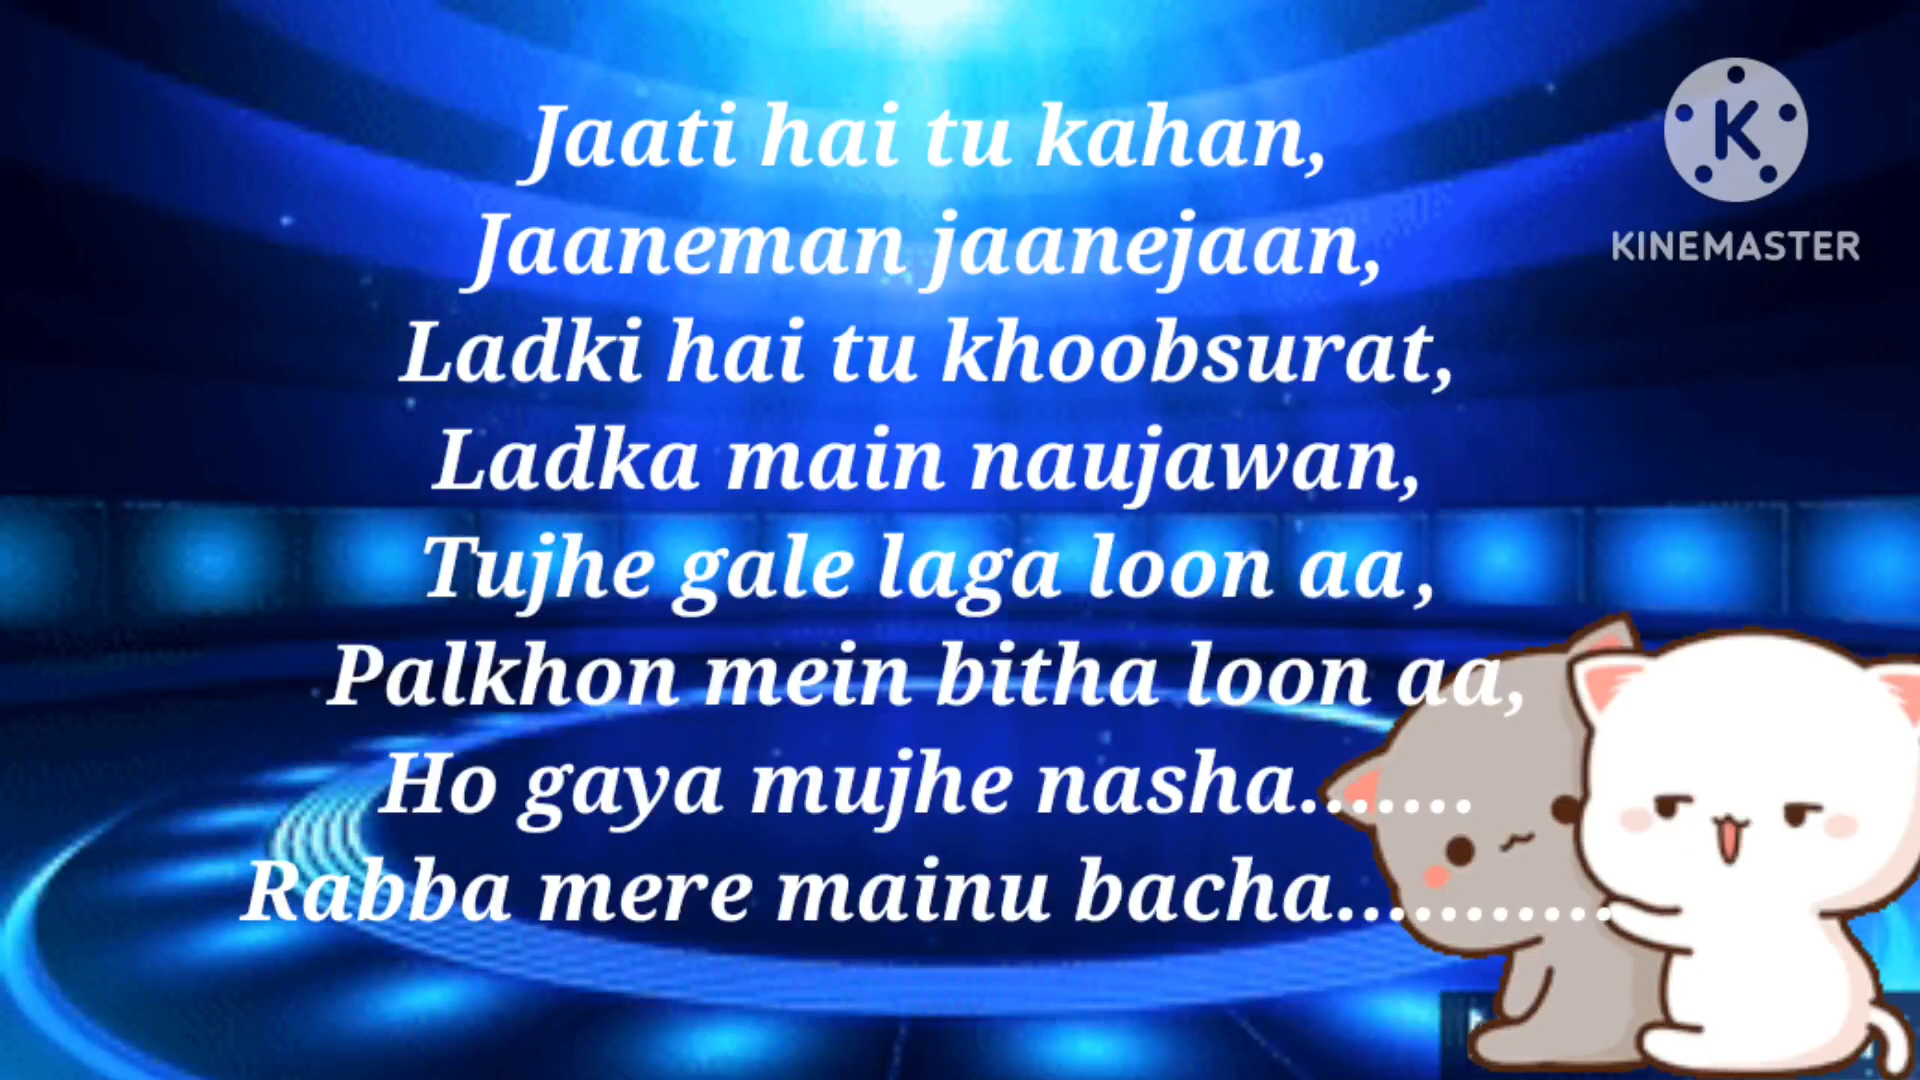 Jaati hai tu kahan,
Jaaneman jaanejaan,
Ladki hai tu khoobsurat,
Ladka main naujawan,
Tujhe gale laga loon aa,
Palkhon mein bitha loon aa,
Ho gaya mujhe nasha.......
Rabba mere mainu bacha...........
K
KINEMASTER